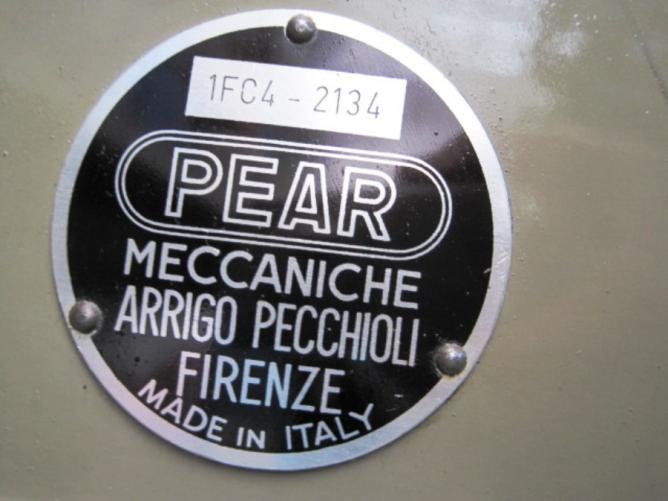 1FC4 - 2134
PEAR
MECCANICHE
ARRIGO PECCHIOLI
FIRENZE
MADE IN ITALY